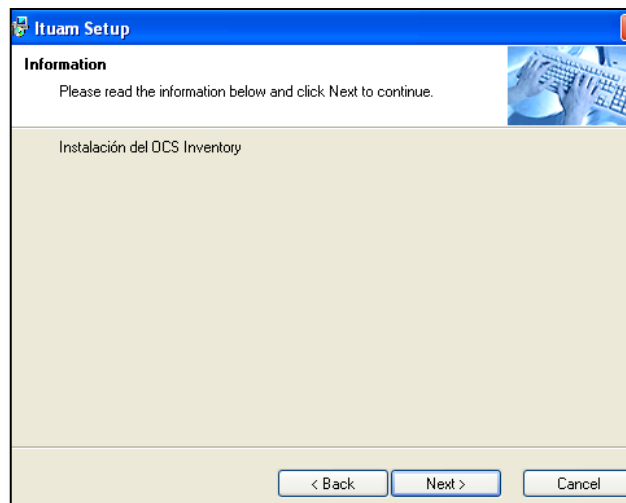 Ituam Setup
Information
Please read the information below and click Next to continue.
Instalación del OCS Inventory
< Back
Next >
Cancel